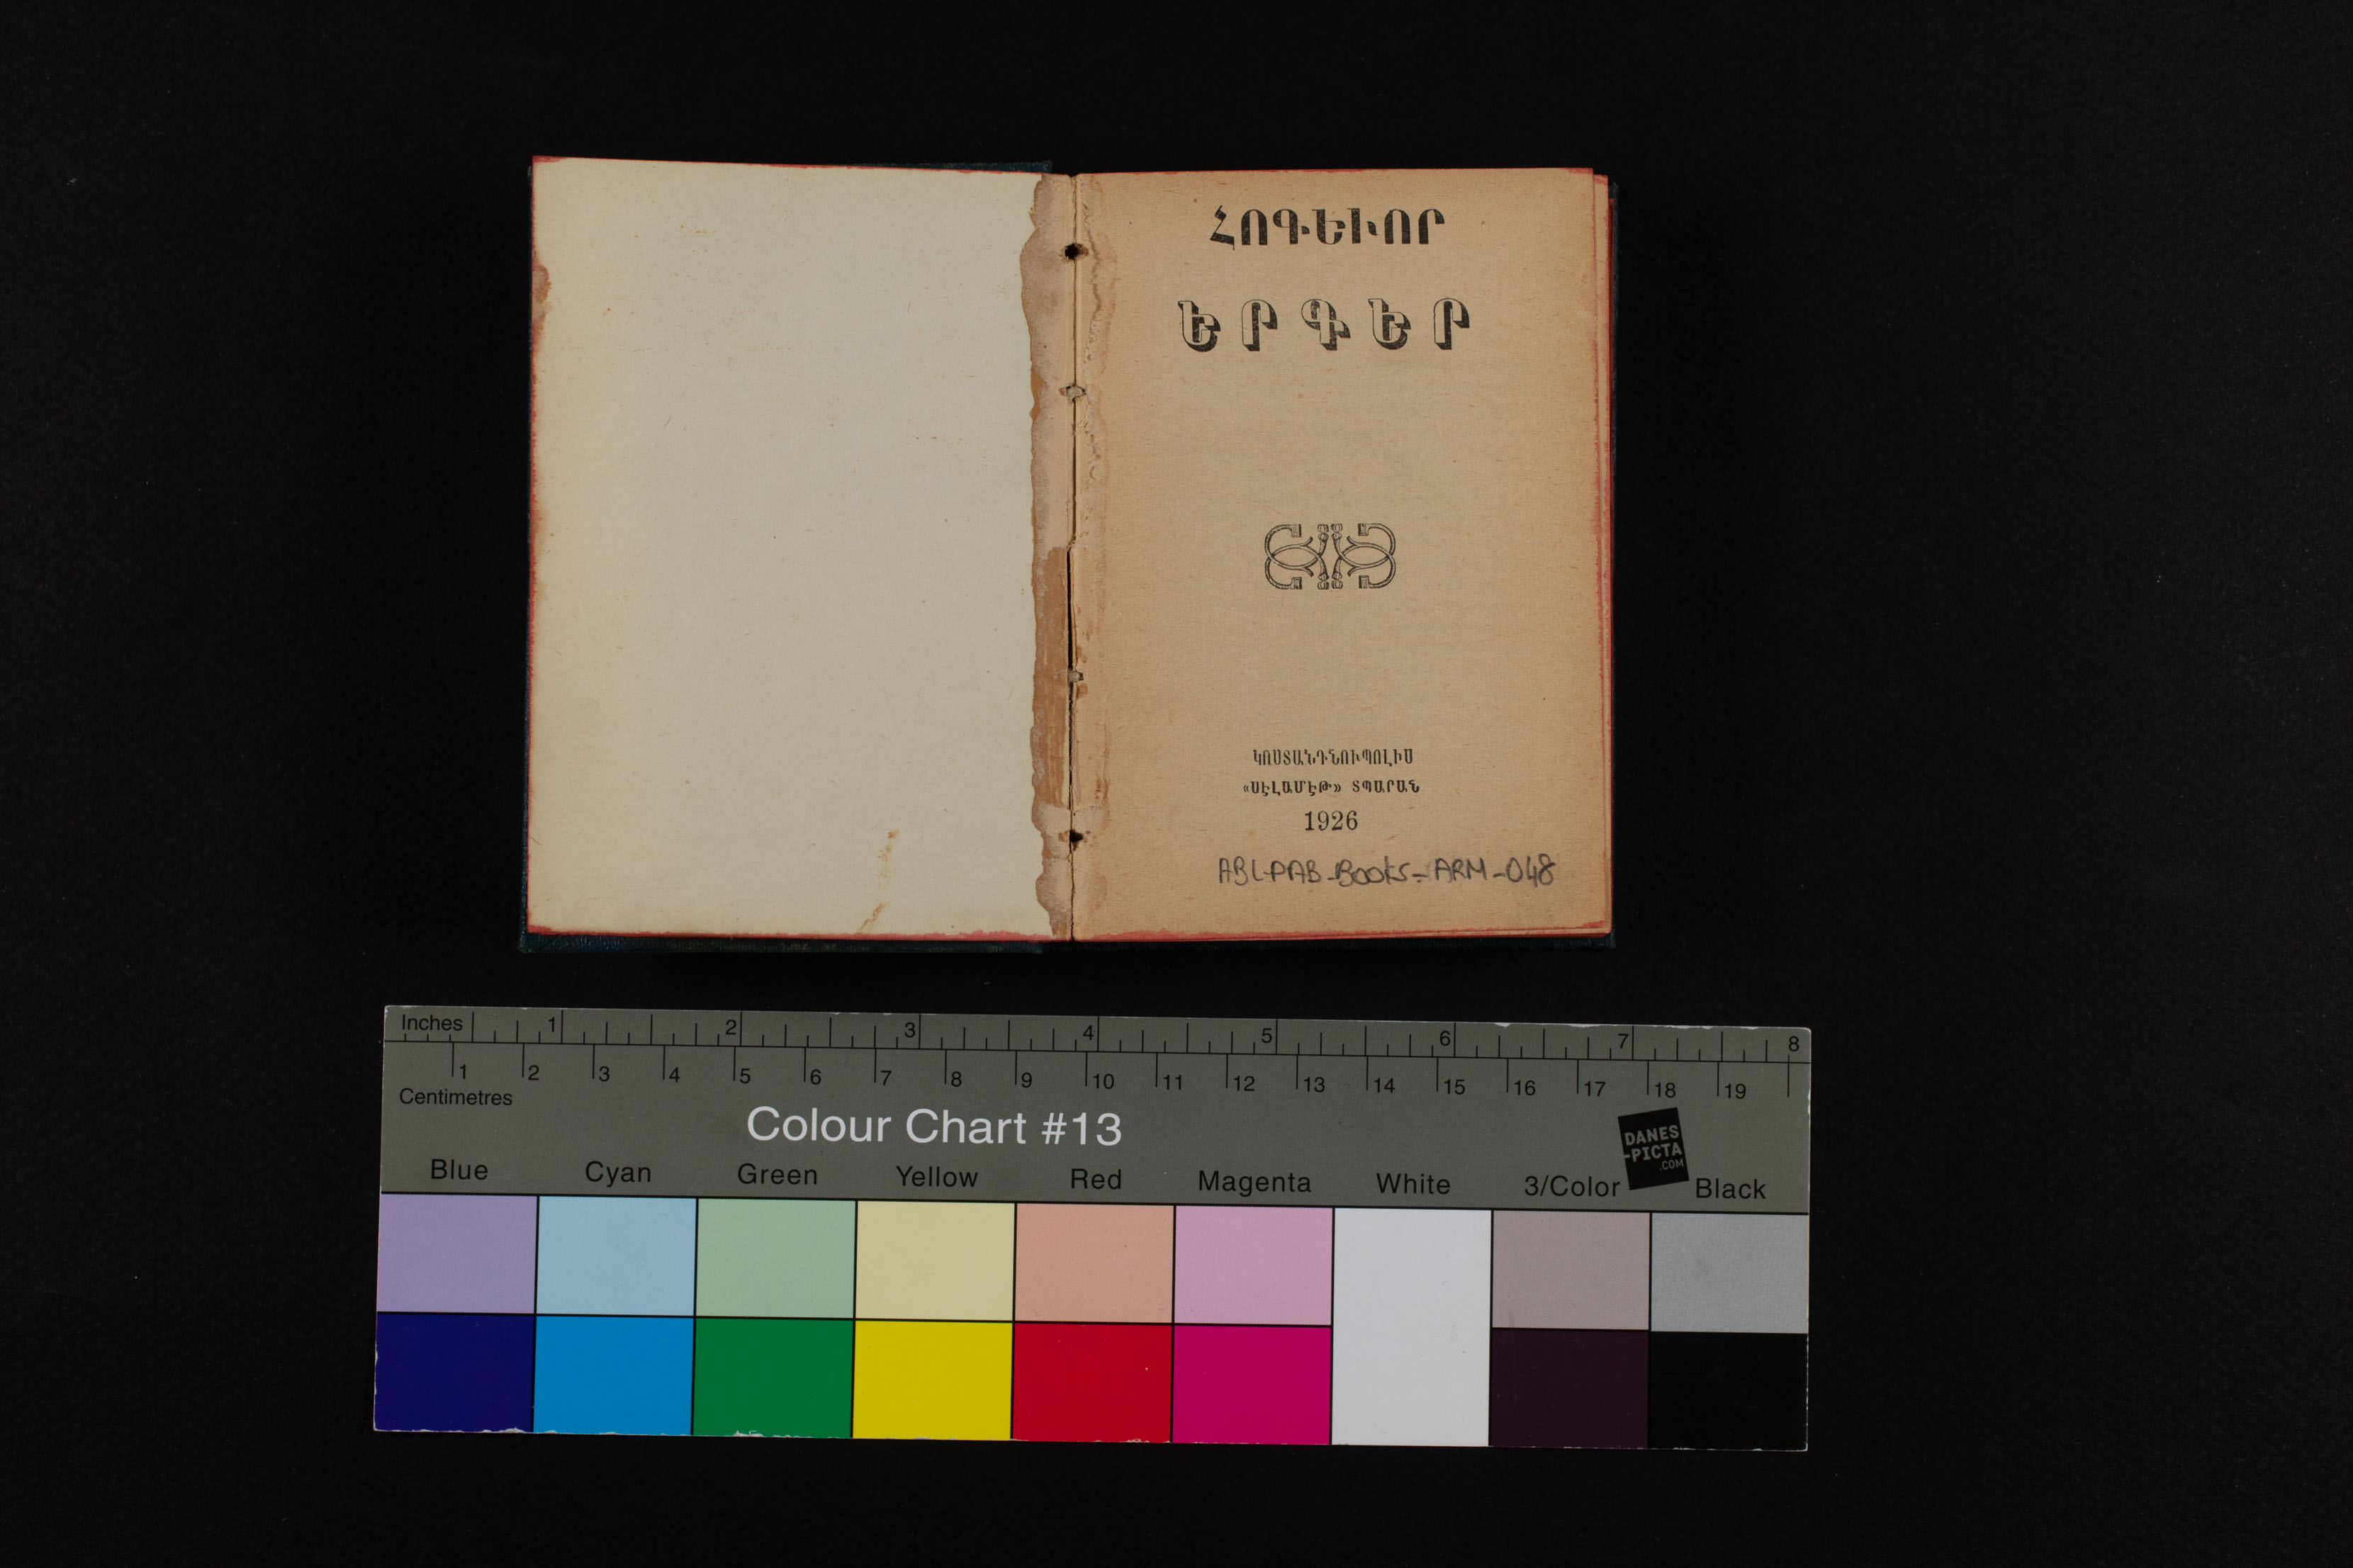 ՀՈԳԵՒՈՐ
ԵՐԳԵՐ
ԿՈՍՏԱՆԴՆՈՒՊՈԼԻՍ
«ՍԷԼԱՄԷԹ» ՏՊԱՐԱՆ
1926
ABL-PAB-Books-ARM-048
Inches 1 2 3 4 5 6 7 8
1 2 3 4 5 6 7 8 9 10 11 12 13 14 15 16 17 18 19
Centimetres
Colour Chart #13
DANES
-PICTA
.COM
Blue Cyan Green Yellow Red Magenta White 3/Color Black